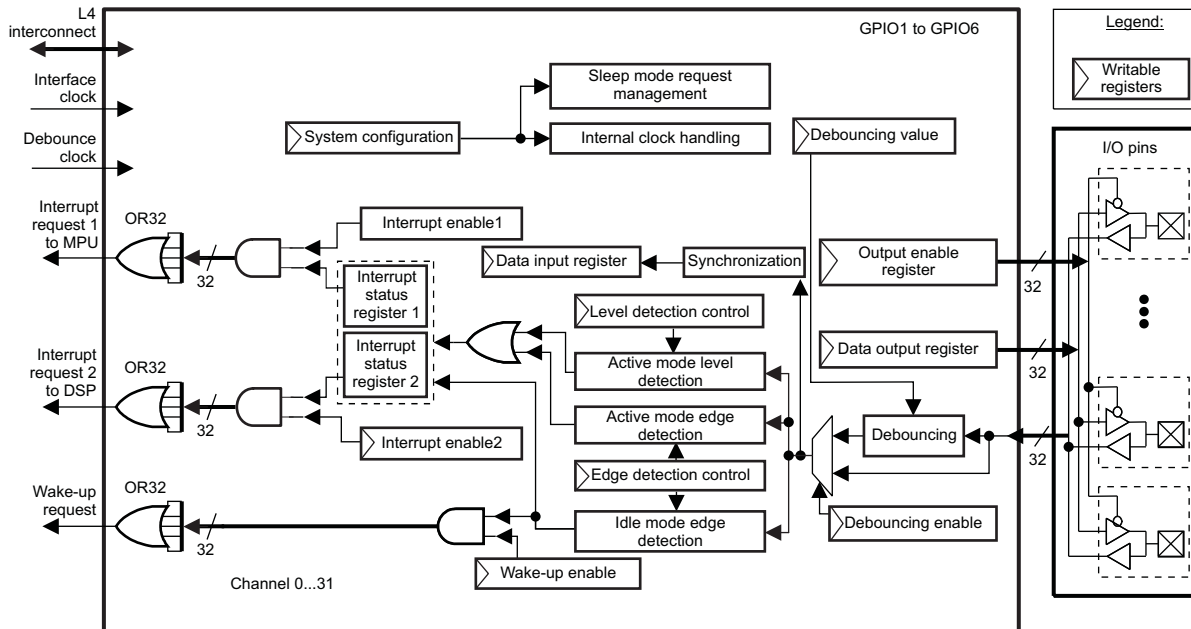 L4
interconnect
GPIO1 to GPIO6
Legend:
Writable
registers
Interface
clock
Debounce
clock
Sleep mode request
management
System configuration
Internal clock handling
Debouncing value
I/O pins
Interrupt
request 1
to MPU
OR32
32
Interrupt enable1
Interrupt
status
register 1
Data input register
Synchronization
Output enable
register
32
Level detection control
Interrupt
request 2
to DSP
OR32
32
Interrupt
status
register 2
Active mode level
detection
Data output register
32
Interrupt enable2
Active mode edge
detection
Debouncing
32
Edge detection control
Wake-up
request
OR32
32
Idle mode edge
detection
Debouncing enable
Wake-up enable
Channel 0...31